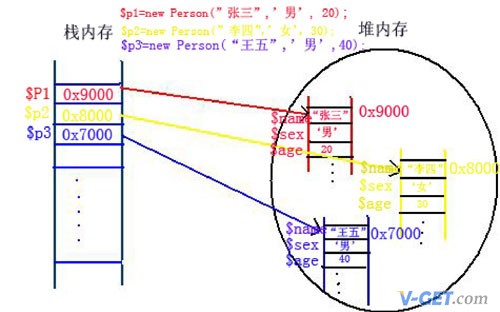 $p1=new Person("张三",'男', 20);
$p2=new Person("李四",'女', 30);
$p3=new Person("王五",'男',40);
栈内存
堆内存
$P1 0x9000
$p2 0x8000
$p3 0x7000
$name "张三" 0x9000
$sex '男'
$age 20
$name "李四" 0x8000
$sex '女'
$age 30
$name "王五" 0x7000
$sex '男'
$age 40
V-GET.com